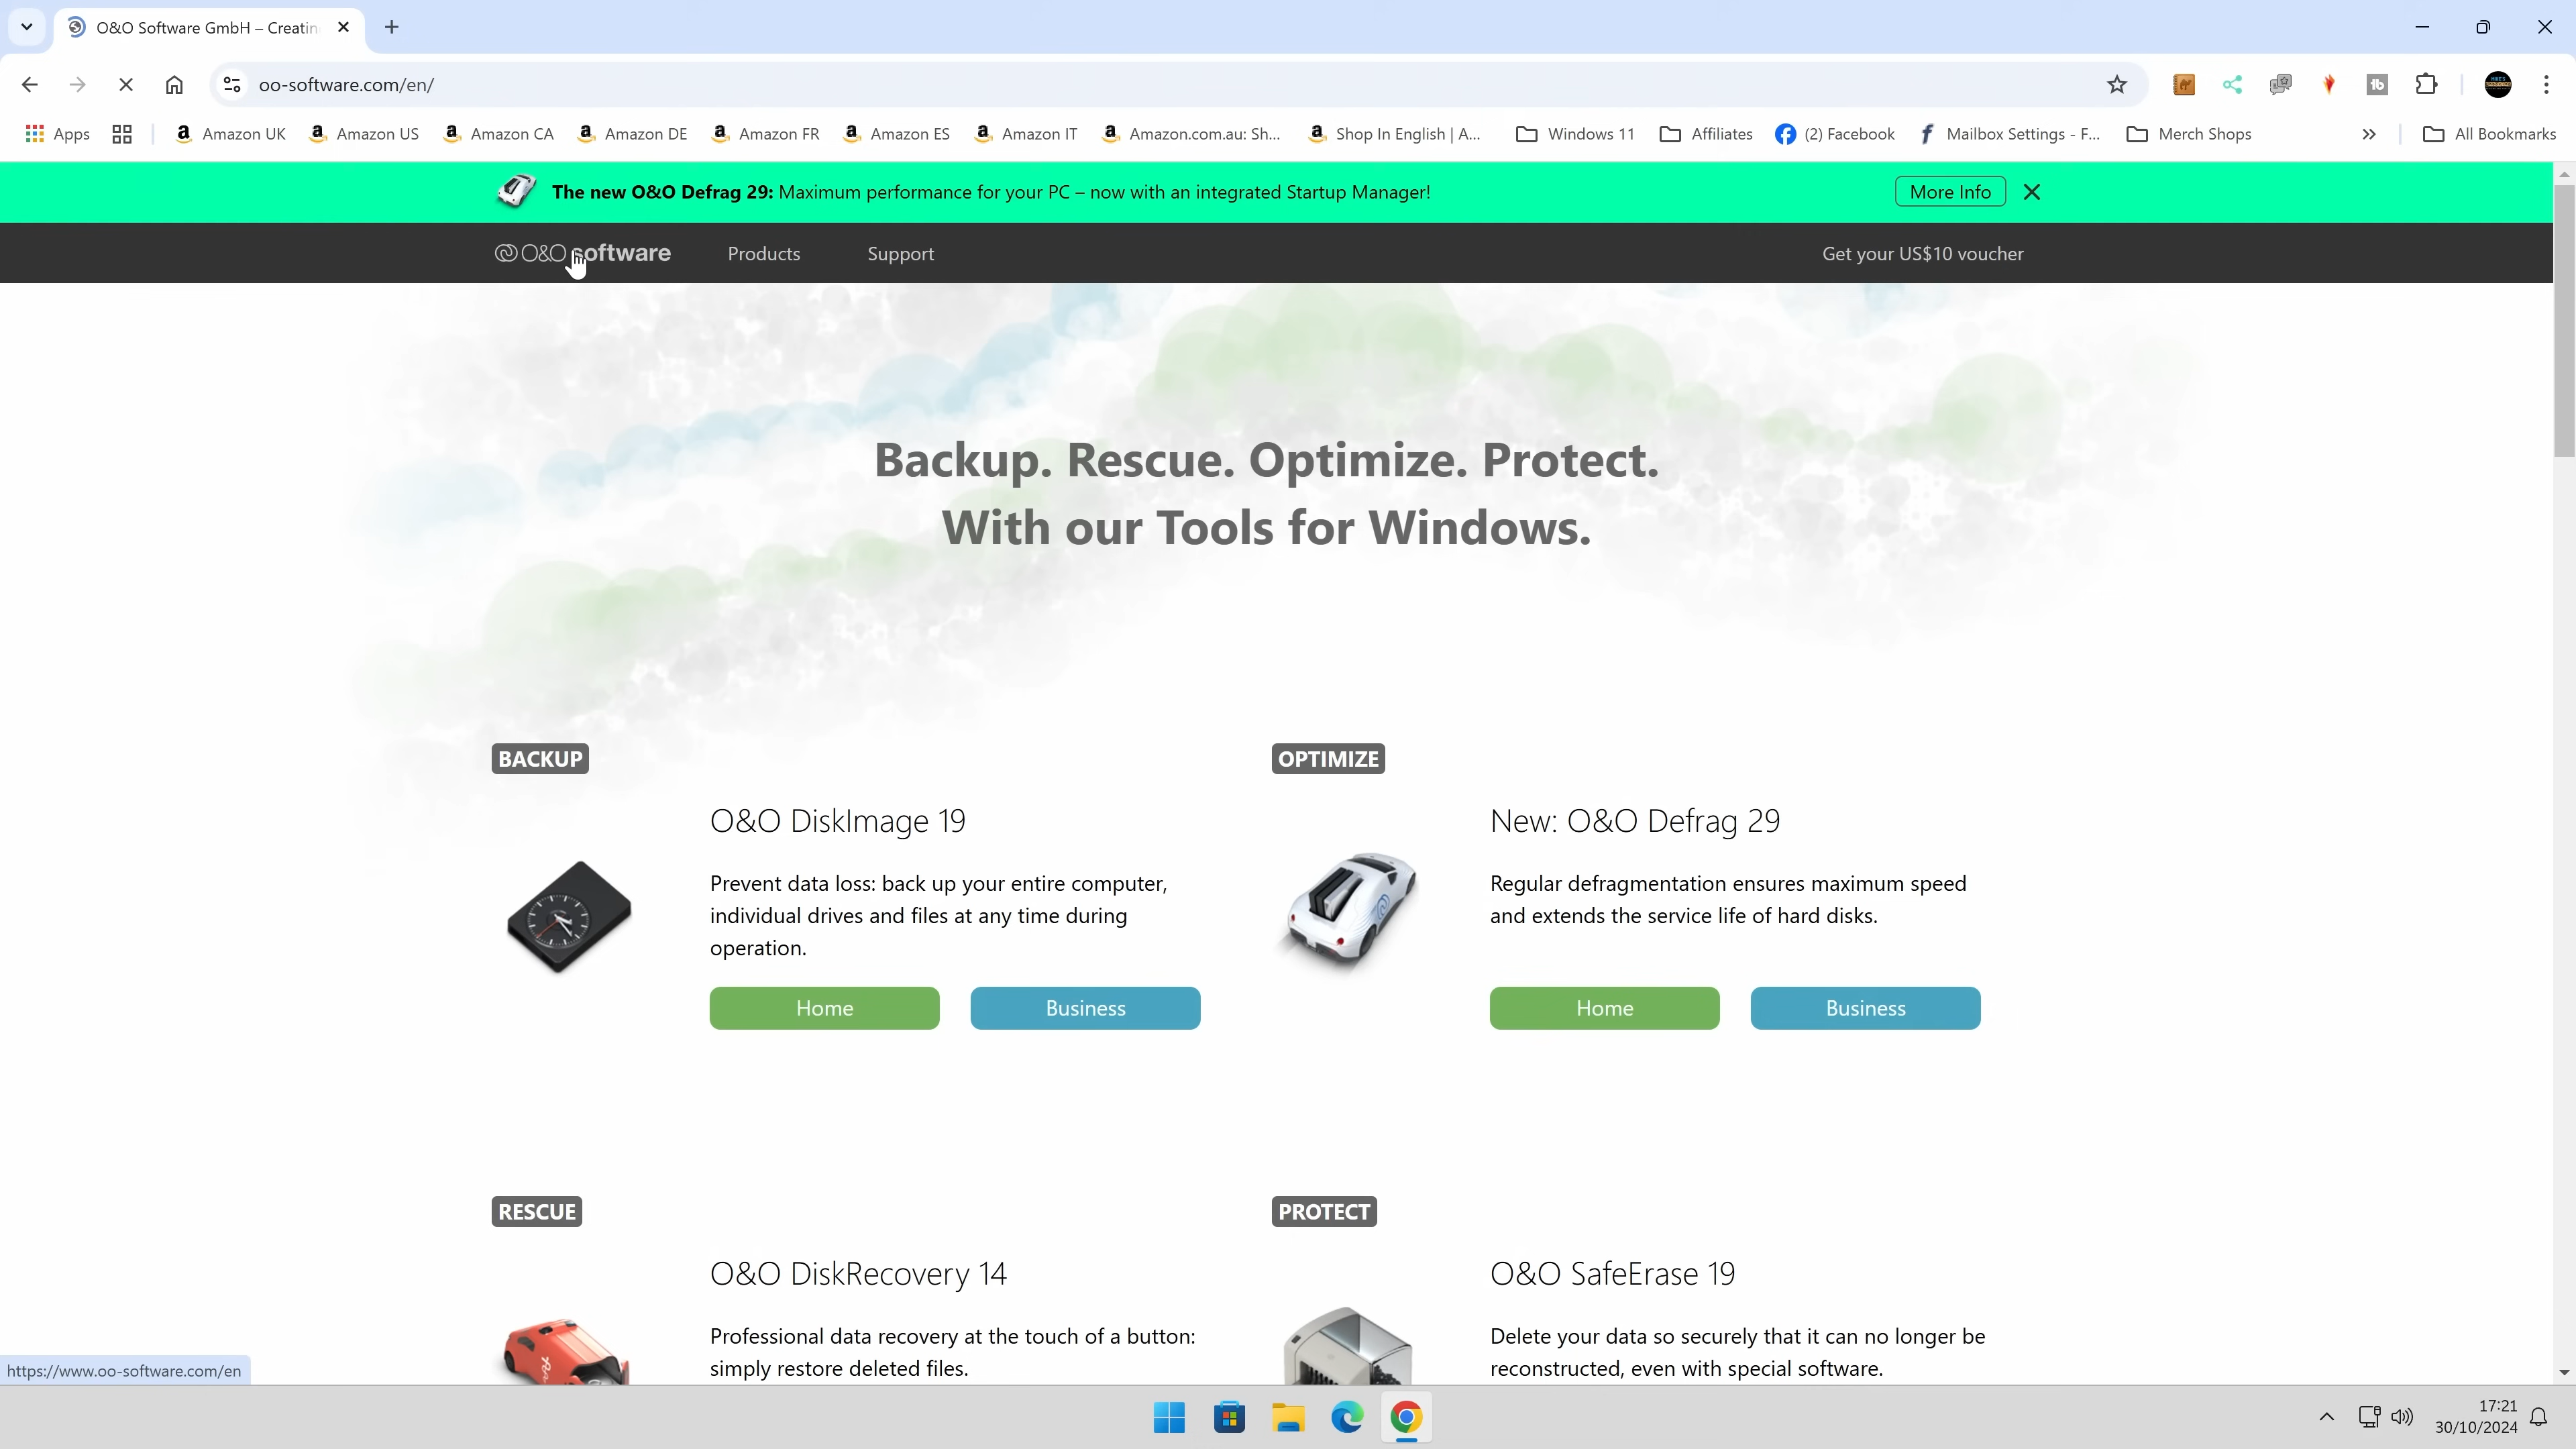 O&O Software GmbH – Creatin
oo-software.com/en/
Apps
Amazon UK
Amazon US
Amazon CA
Amazon DE
Amazon FR
Amazon ES
Amazon IT
Amazon.com.au: Sh...
Shop In English | A...
Windows 11
Affiliates
(2) Facebook
Mailbox Settings - F...
Merch Shops
All Bookmarks
The new O&O Defrag 29: Maximum performance for your PC – now with an integrated Startup Manager!
More Info
O&O software
Products
Support
Get your US$10 voucher
Backup. Rescue. Optimize. Protect.
With our Tools for Windows.
BACKUP
O&O DiskImage 19
Prevent data loss: back up your entire computer,
individual drives and files at any time during
operation.
Home
Business
OPTIMIZE
New: O&O Defrag 29
Regular defragmentation ensures maximum speed
and extends the service life of hard disks.
Home
Business
RESCUE
O&O DiskRecovery 14
Professional data recovery at the touch of a button:
simply restore deleted files.
PROTECT
O&O SafeErase 19
Delete your data so securely that it can no longer be
reconstructed, even with special software.
https://www.oo-software.com/en
17:21
30/10/2024